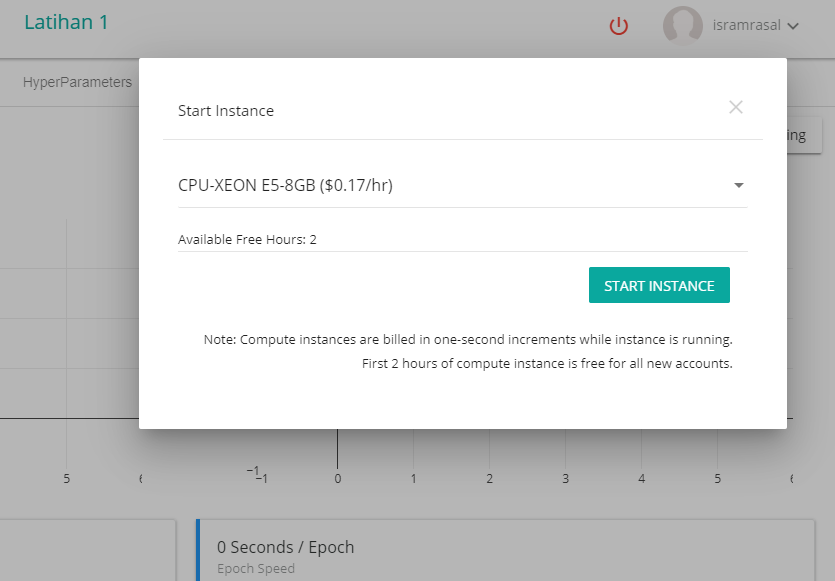 Latihan 1
isramrasal
HyperParameters
Start Instance
ing
CPU-XEON E5-8GB ($0.17/hr)
Available Free Hours: 2
START INSTANCE
Note: Compute instances are billed in one-second increments while instance is running.
First 2 hours of compute instance is free for all new accounts.
−1
5
−1 0 1 2 3 4 5
0 Seconds / Epoch
Epoch Speed